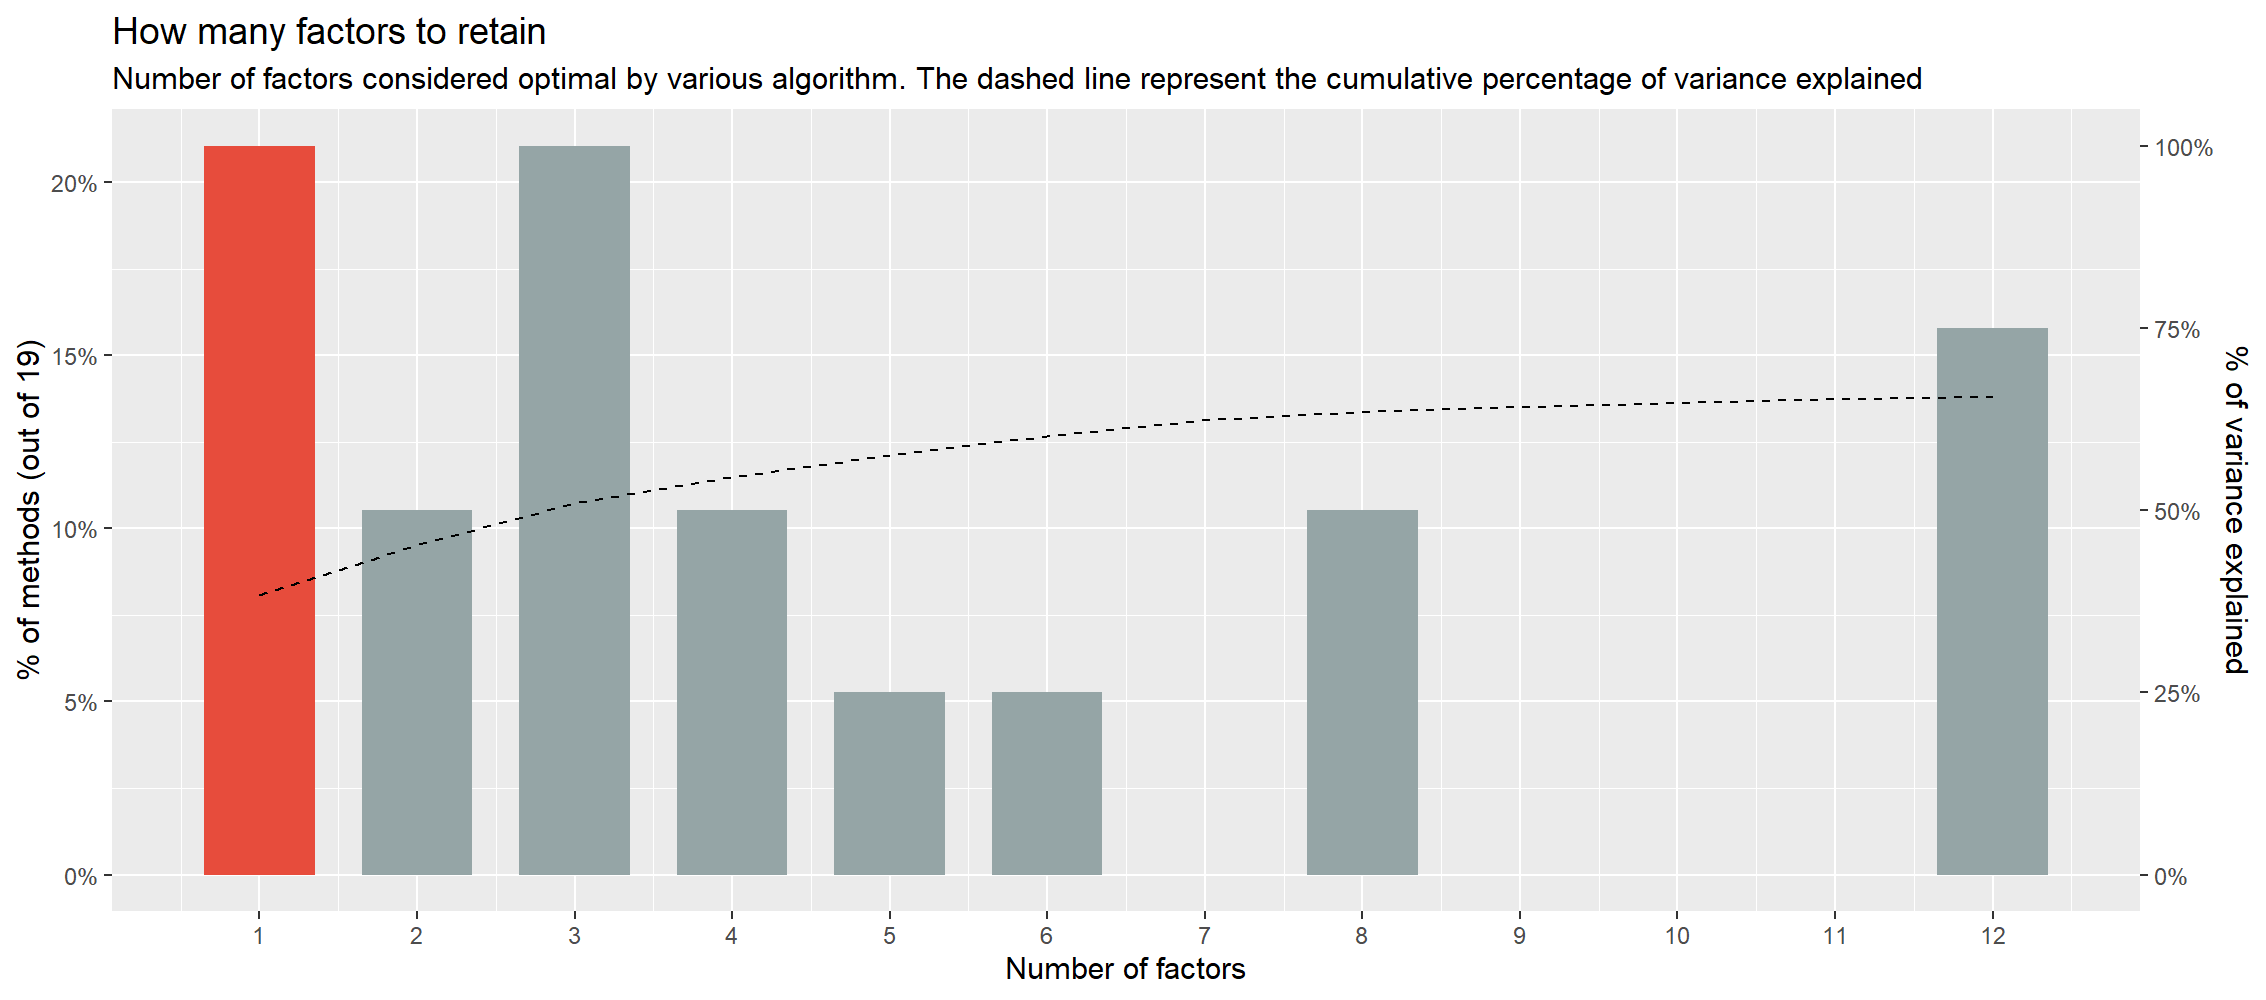 How many factors to retain
Number of factors considered optimal by various algorithm. The dashed line represent the cumulative percentage of variance explained
% of methods (out of 19)
20%
15%
10%
5%
0%
100%
75%
50%
25%
0%
% of variance explained
1 2 3 4 5 6 7 8 9 10 11 12
Number of factors